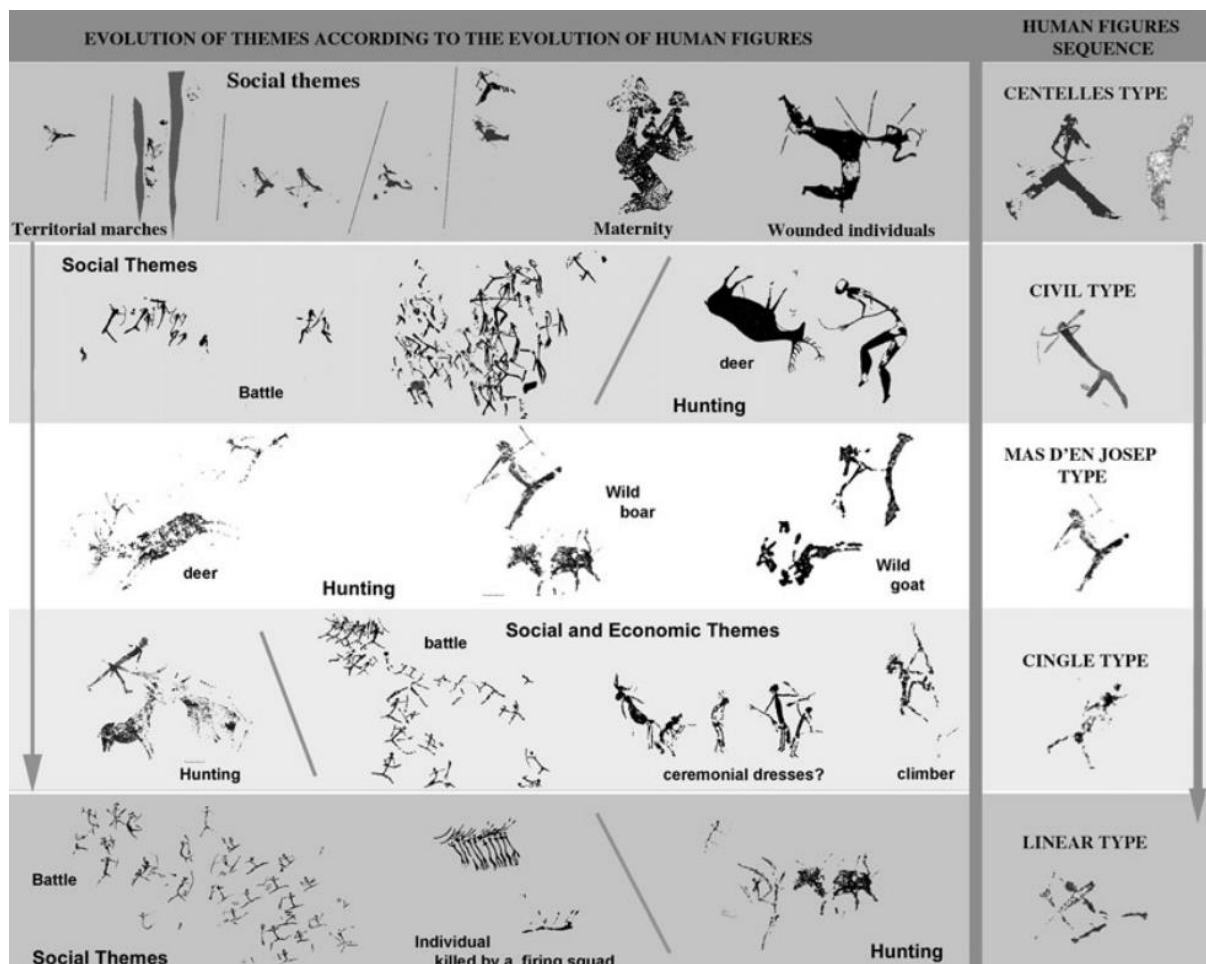 EVOLUTION OF THEMES ACCORDING TO THE EVOLUTION OF HUMAN FIGURES
HUMAN FIGURES
SEQUENCE
Social themes
Territorial marches
Maternity
Wounded individuals
CENTELLES TYPE
Social Themes
Battle
deer
Hunting
CIVIL TYPE
deer
Hunting
Wild
boar
Wild
goat
MAS D'EN JOSEP
TYPE
Hunting
battle
Social and Economic Themes
ceremonial dresses?
climber
CINGLE TYPE
Battle
Social Themes
Individual
killed by a firing squad
Hunting
LINEAR TYPE